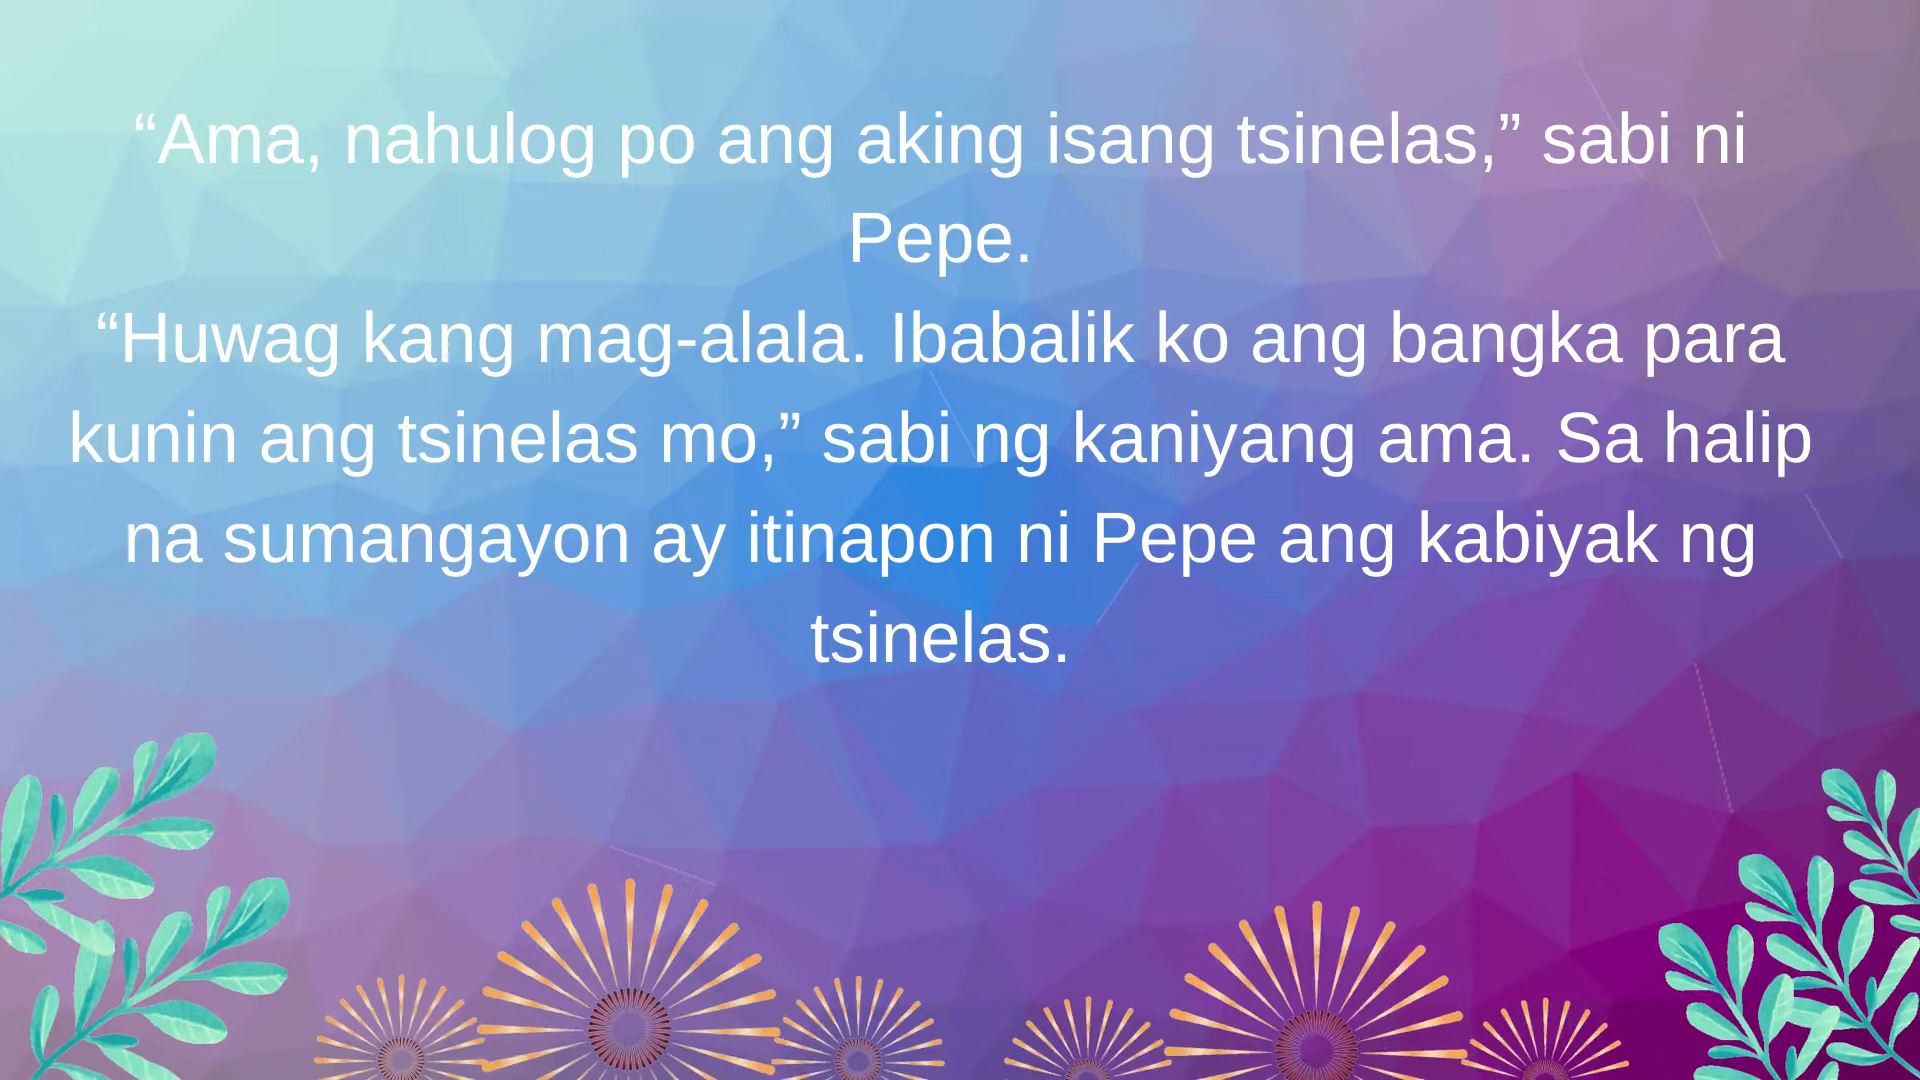 “Ama, nahulog po ang aking isang tsinelas,” sabi ni
Pepe.
“Huwag kang mag-alala. Ibabalik ko ang bangka para
kunin ang tsinelas mo,” sabi ng kaniyang ama. Sa halip
na sumangayon ay itinapon ni Pepe ang kabiyak ng
tsinelas.